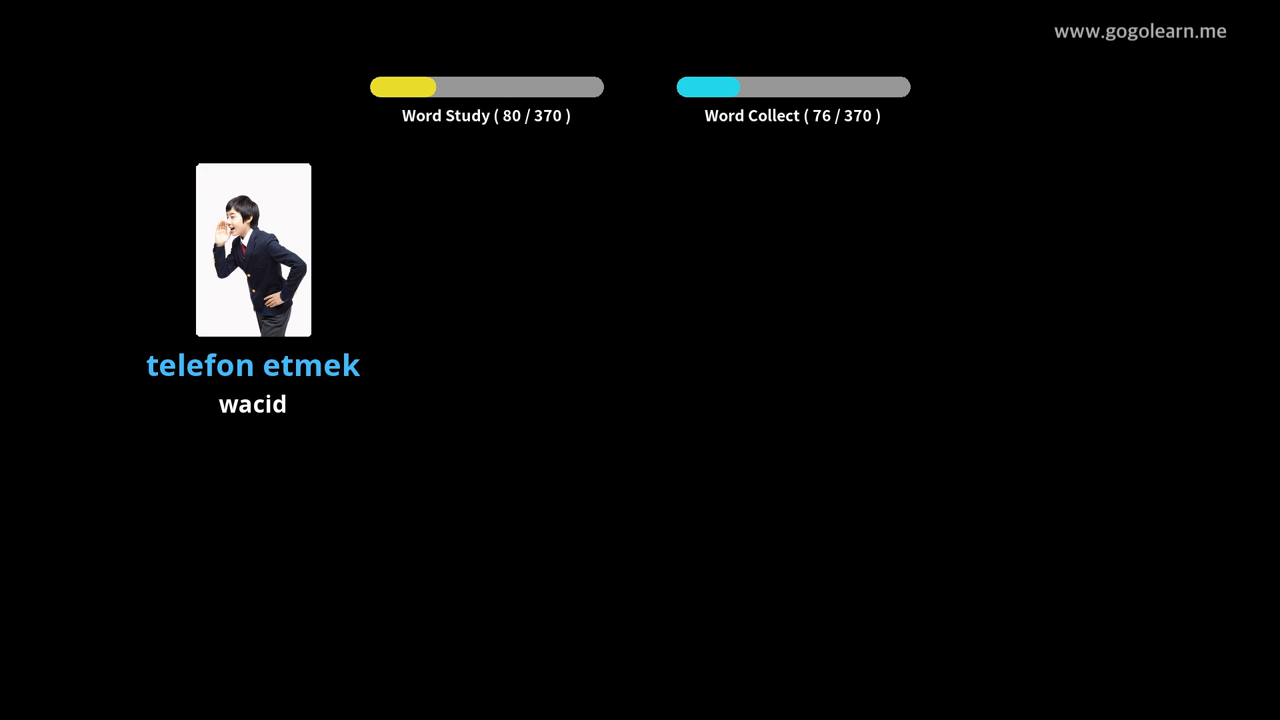 www.gogolearn.me
Word Study ( 80 / 370 )
Word Collect ( 76 / 370 )
telefon etmek
wacid